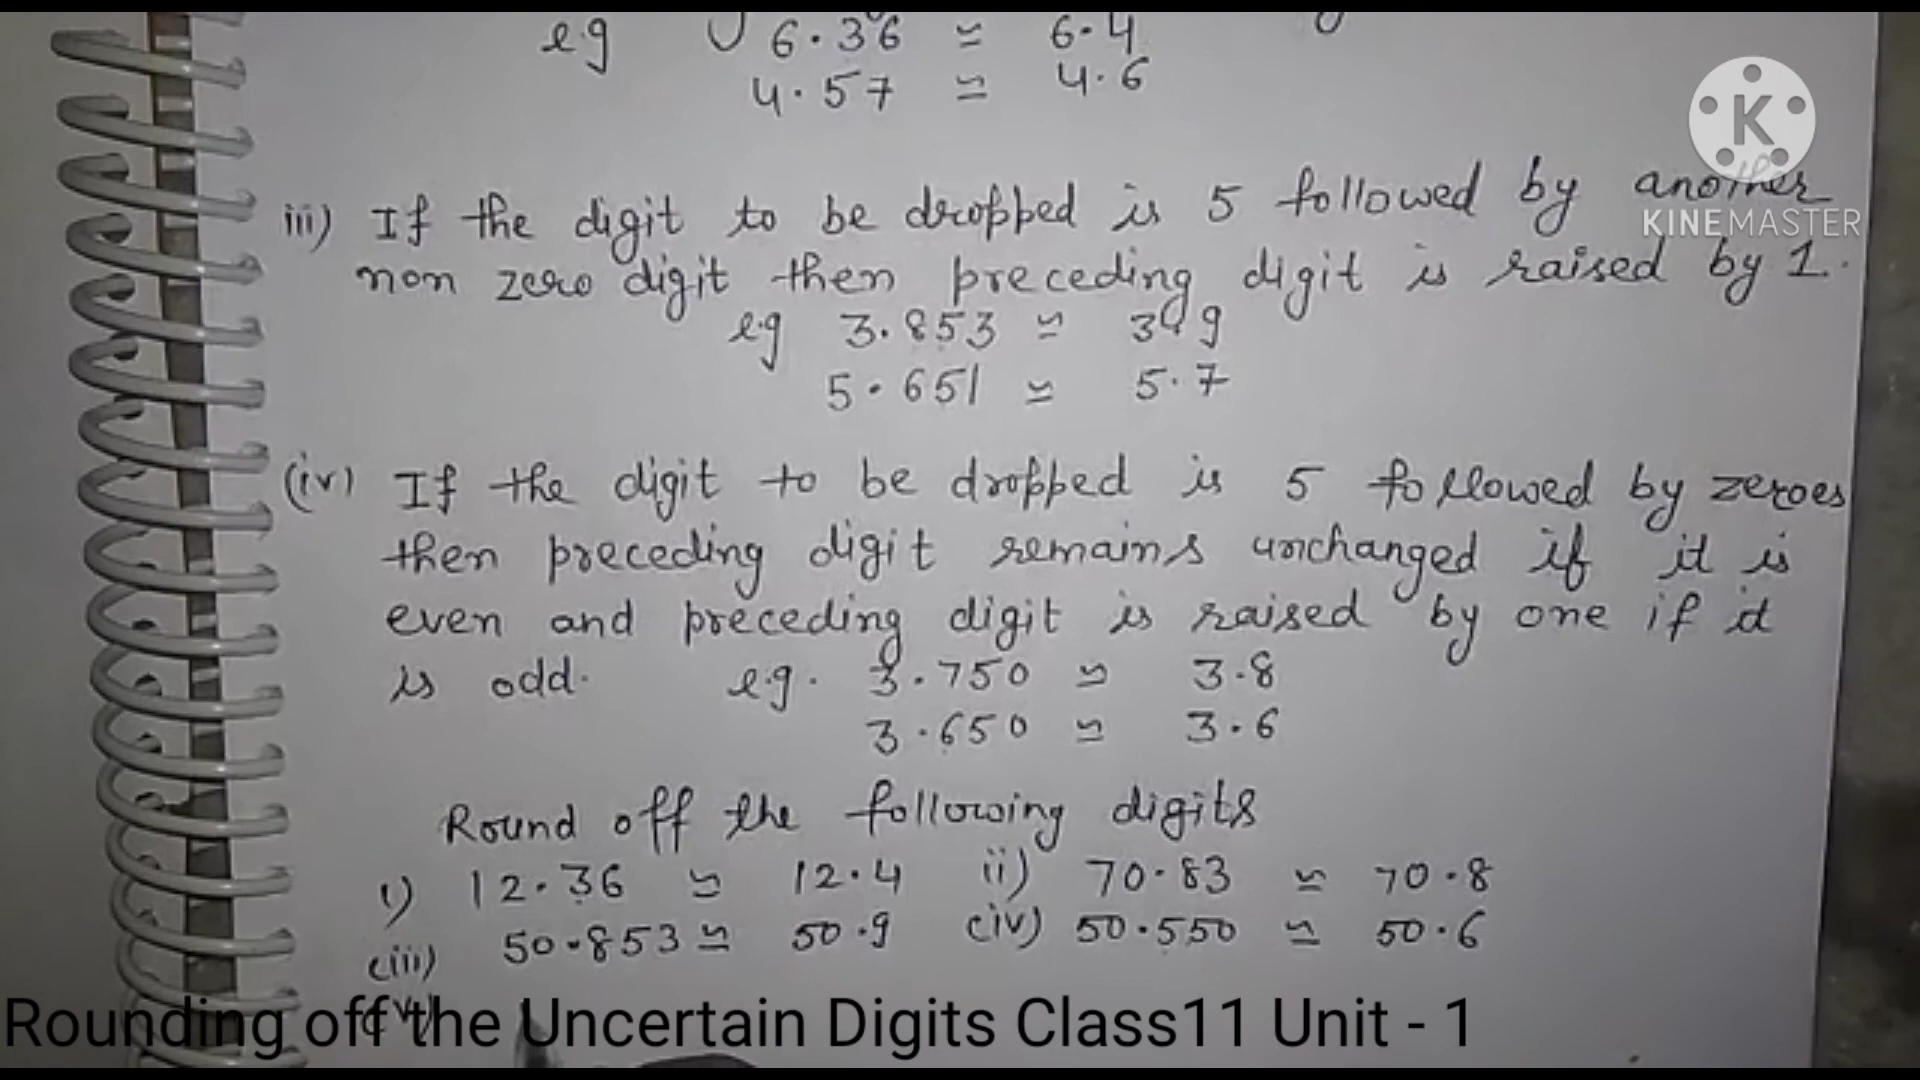 e.g 6.36 ≃ 6.4
4.57 ≃ 4.6
K
KINEMASTER
iii) If the digit to be dropped is 5 followed by another
non zero digit then preceding digit is raised by 1.
e.g 3.853 ≃ 3.9
5.651 ≃ 5.7
(iv) If the digit to be dropped is 5 followed by zeroes
then preceding digit remains unchanged if it is
even and preceding digit is raised by one if it
is odd. e.g. 3.750 ≃ 3.8
3.650 ≃ 3.6
Round off the following digits
i) 12.36 ≃ 12.4 ii) 70.83 ≃ 70.8
(iii) 50.853 ≃ 50.9 (iv) 50.550 ≃ 50.6
(v)
Rounding off the Uncertain Digits Class11 Unit - 1